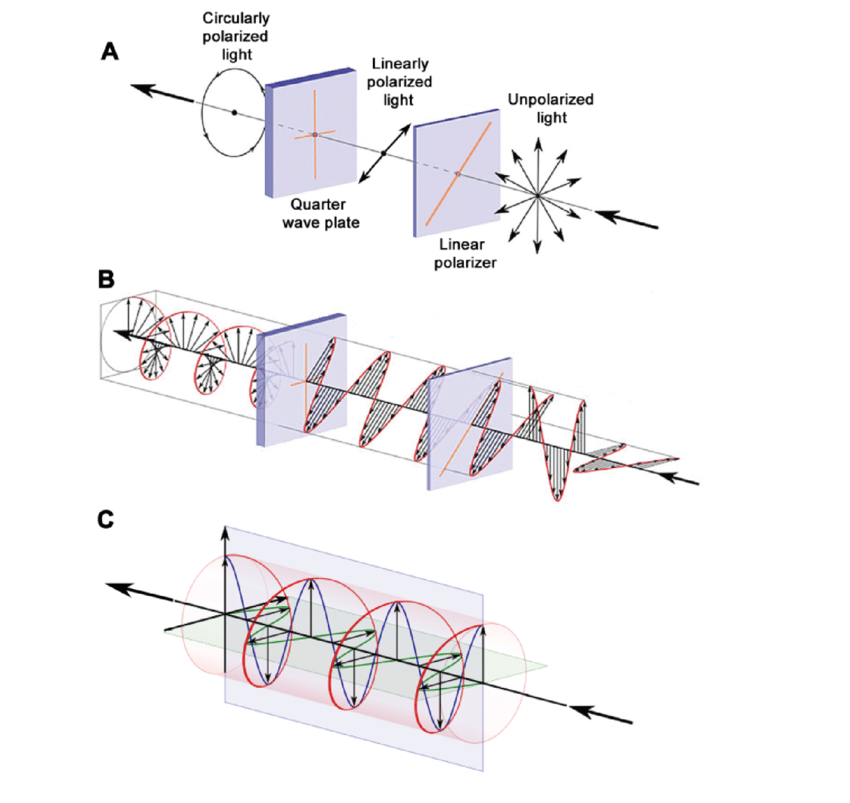 A
Circularly
polarized
light
Linearly
polarized
light
Unpolarized
light
Quarter
wave plate
Linear
polarizer
B
C